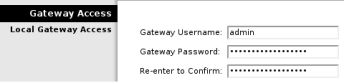 Gateway Access
Local Gateway Access
Gateway Username: admin
Gateway Password: ••••••••••••••••••
Re-enter to Confirm: ••••••••••••••••••